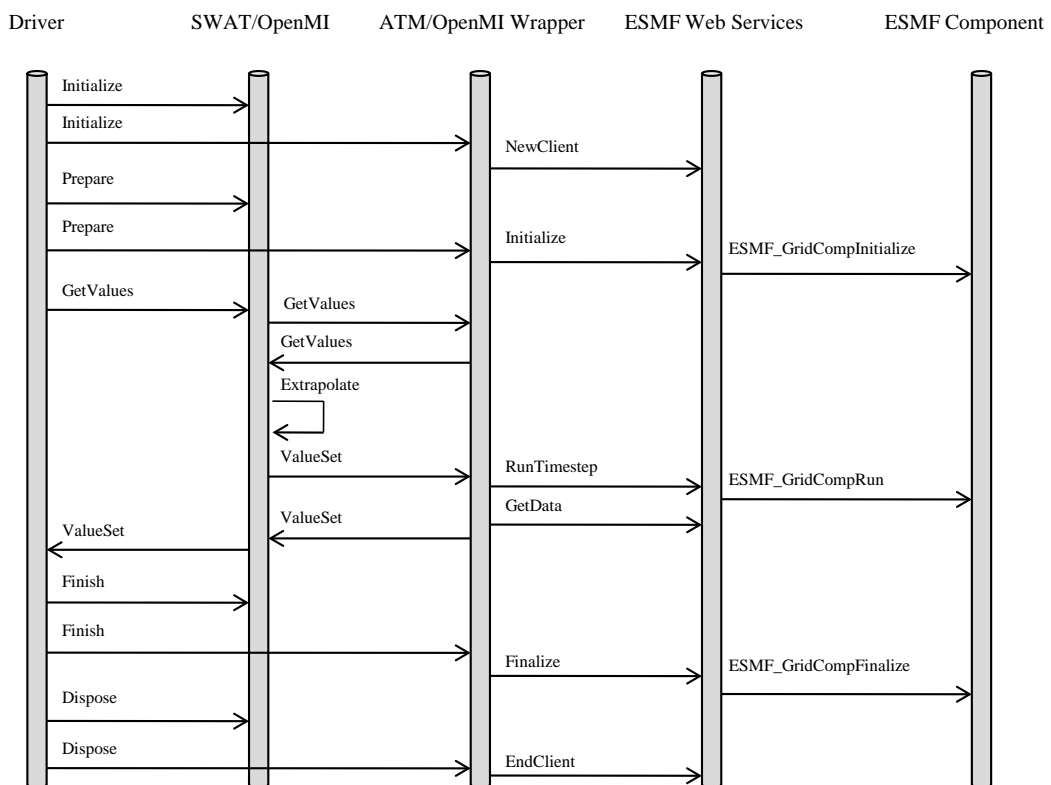 Driver
SWAT/OpenMI
ATM/OpenMI Wrapper
ESMF Web Services
ESMF Component
Initialize
Initialize
NewClient
Prepare
Prepare
Initialize
ESMF_GridCompInitialize
GetValues
GetValues
GetValues
Extrapolate
ValueSet
RunTimestep
ESMF_GridCompRun
GetData
ValueSet
ValueSet
Finish
Finish
Finalize
ESMF_GridCompFinalize
Dispose
Dispose
EndClient